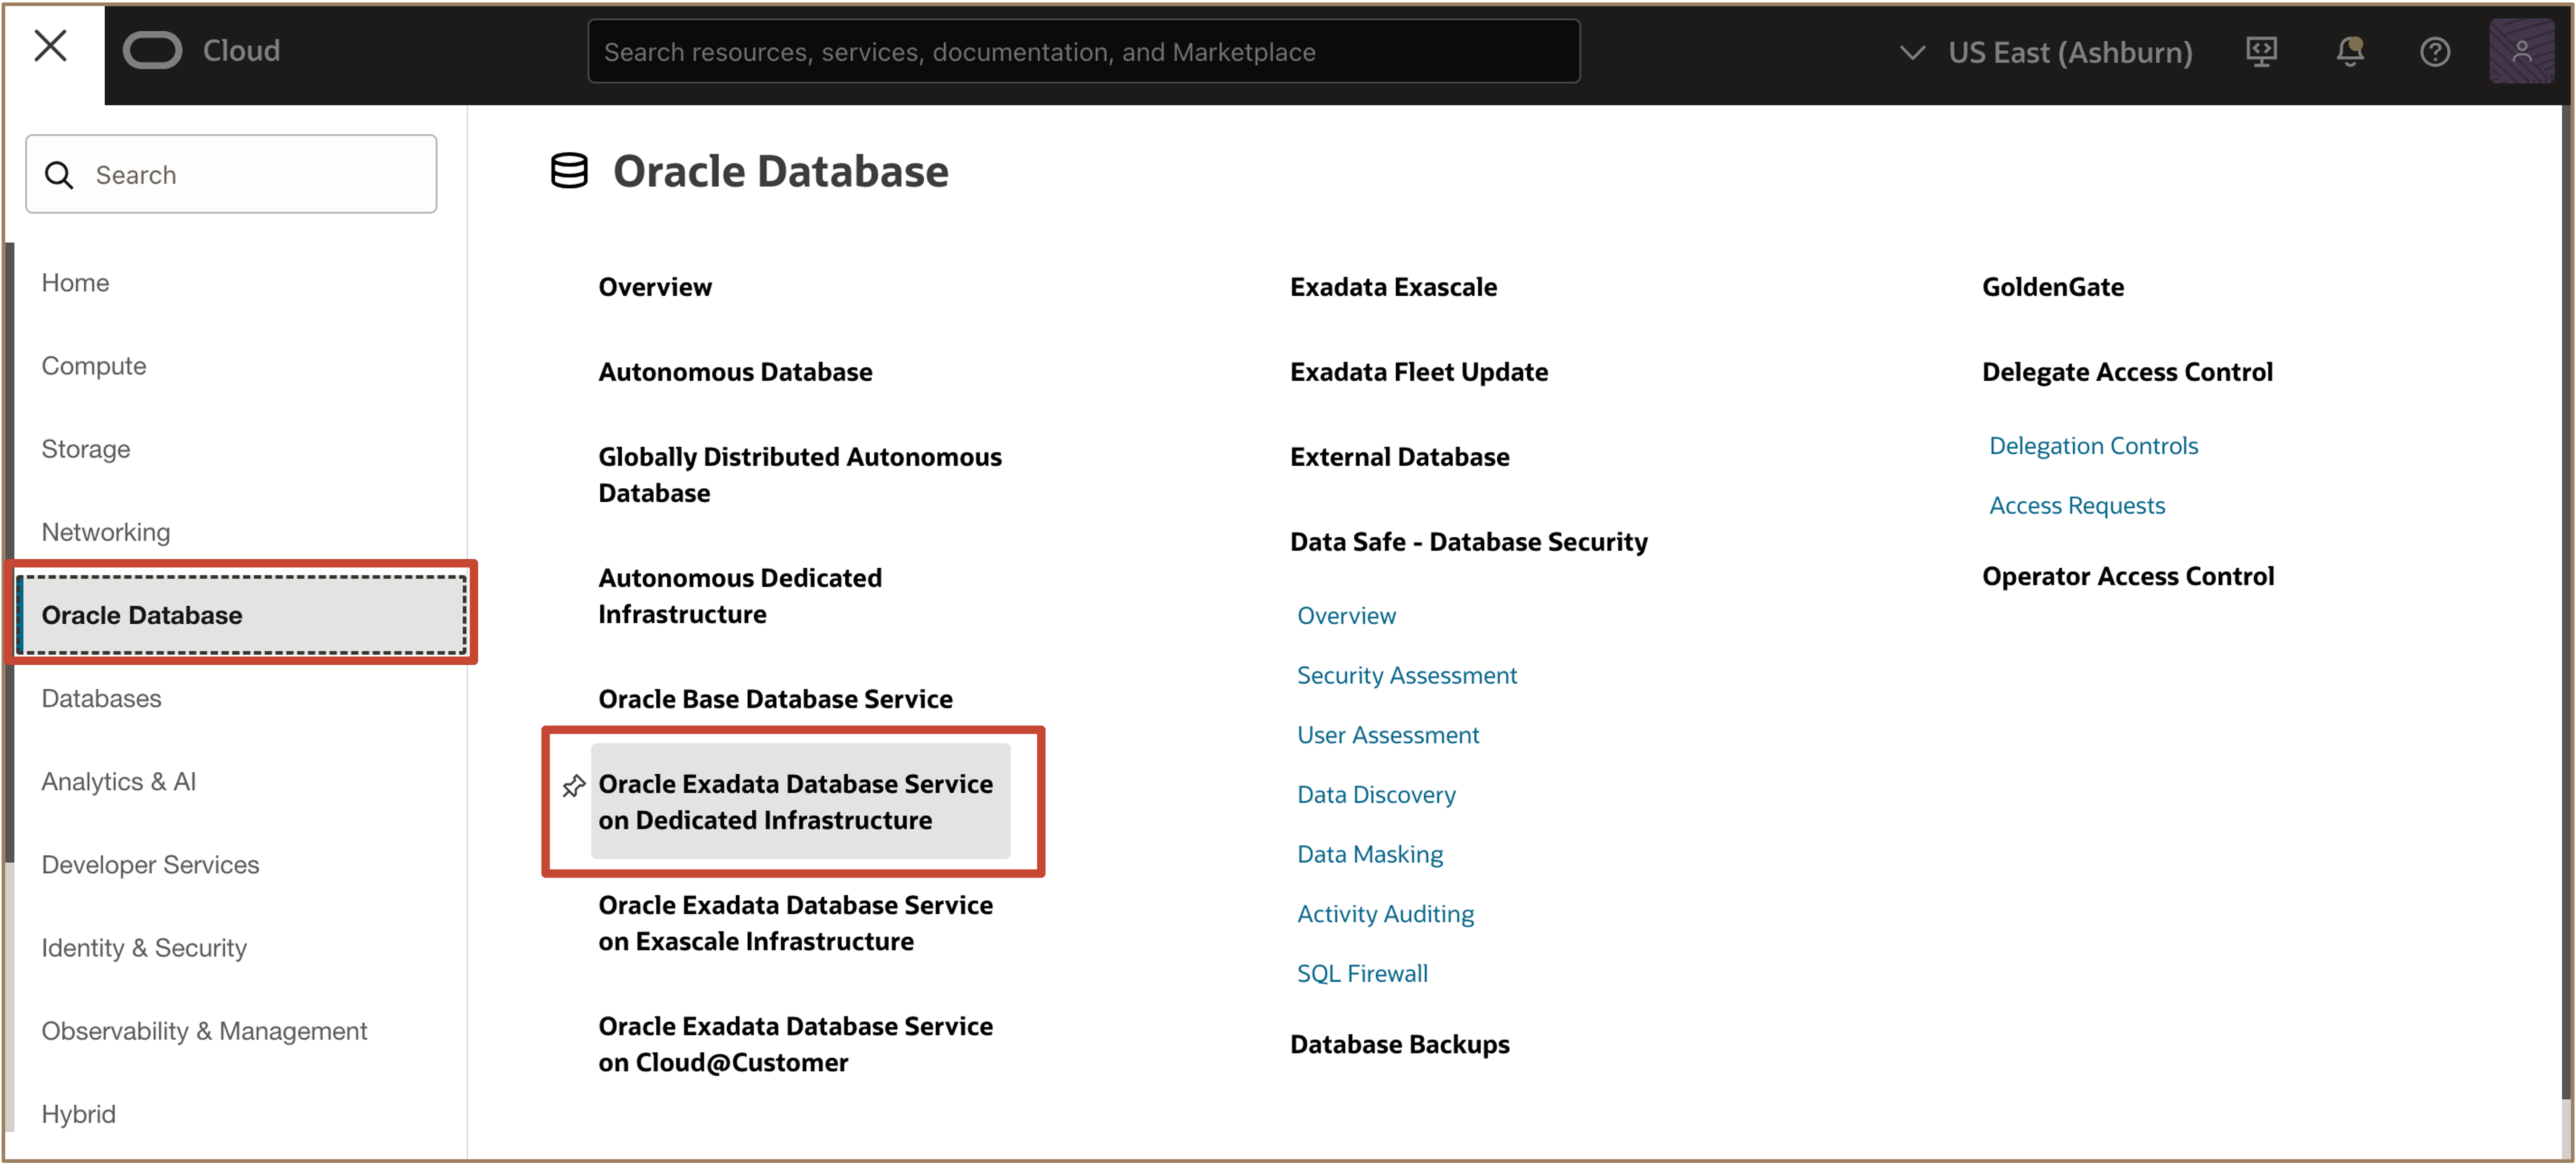 Cloud
Search resources, services, documentation, and Marketplace
US East (Ashburn)
Search
Home
Compute
Storage
Networking
Oracle Database
Databases
Analytics & AI
Developer Services
Identity & Security
Observability & Management
Hybrid
Oracle Database
Overview
Autonomous Database
Globally Distributed Autonomous
Database
Autonomous Dedicated
Infrastructure
Oracle Base Database Service
Oracle Exadata Database Service
on Dedicated Infrastructure
Oracle Exadata Database Service
on Exascale Infrastructure
Oracle Exadata Database Service
on Cloud@Customer
Exadata Exascale
Exadata Fleet Update
External Database
Data Safe - Database Security
Overview
Security Assessment
User Assessment
Data Discovery
Data Masking
Activity Auditing
SQL Firewall
Database Backups
GoldenGate
Delegate Access Control
Delegation Controls
Access Requests
Operator Access Control